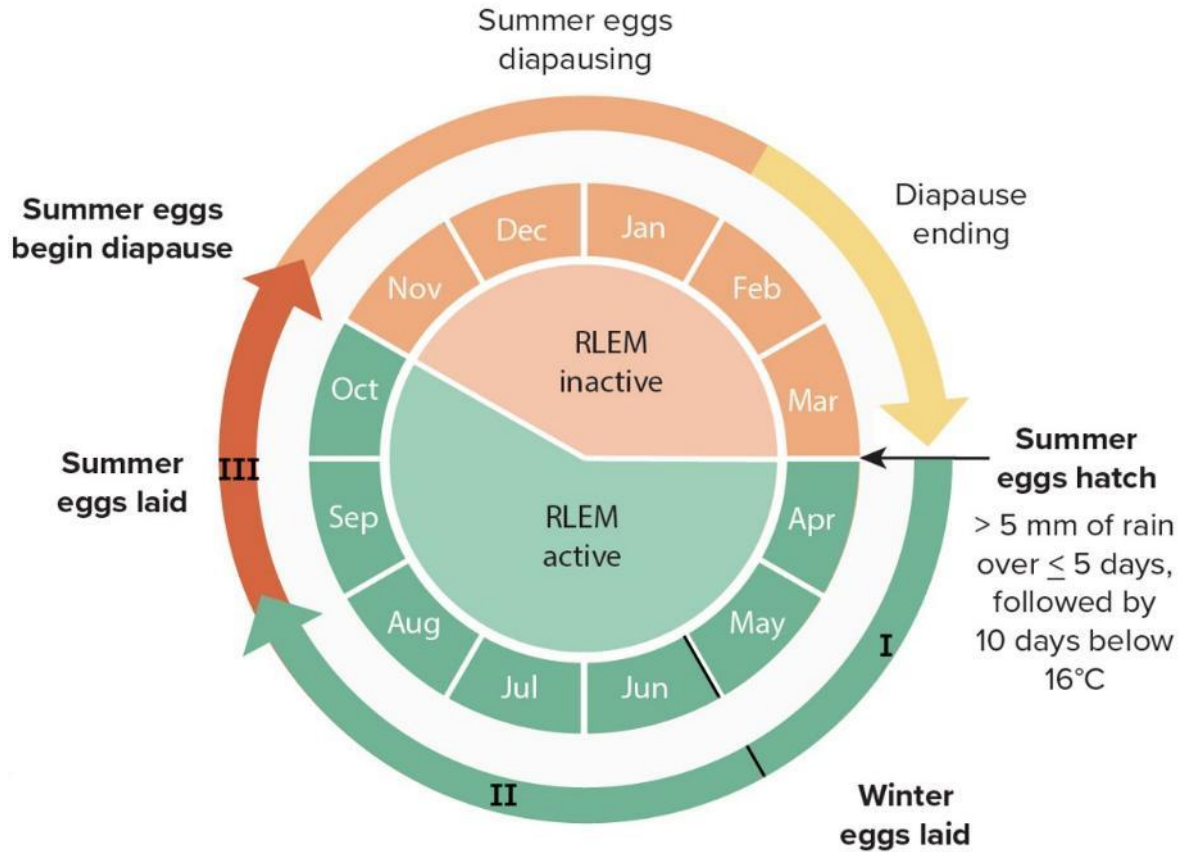 Summer eggs
diapausing
Diapause
ending
Summer eggs
begin diapause
Summer
eggs laid
Summer
eggs hatch
> 5 mm of rain
over ≤ 5 days,
followed by
10 days below
16°C
Winter
eggs laid
Jan
Feb
Mar
Apr
May
Jun
Jul
Aug
Sep
Oct
Nov
Dec
RLEM
inactive
RLEM
active
I
II
III